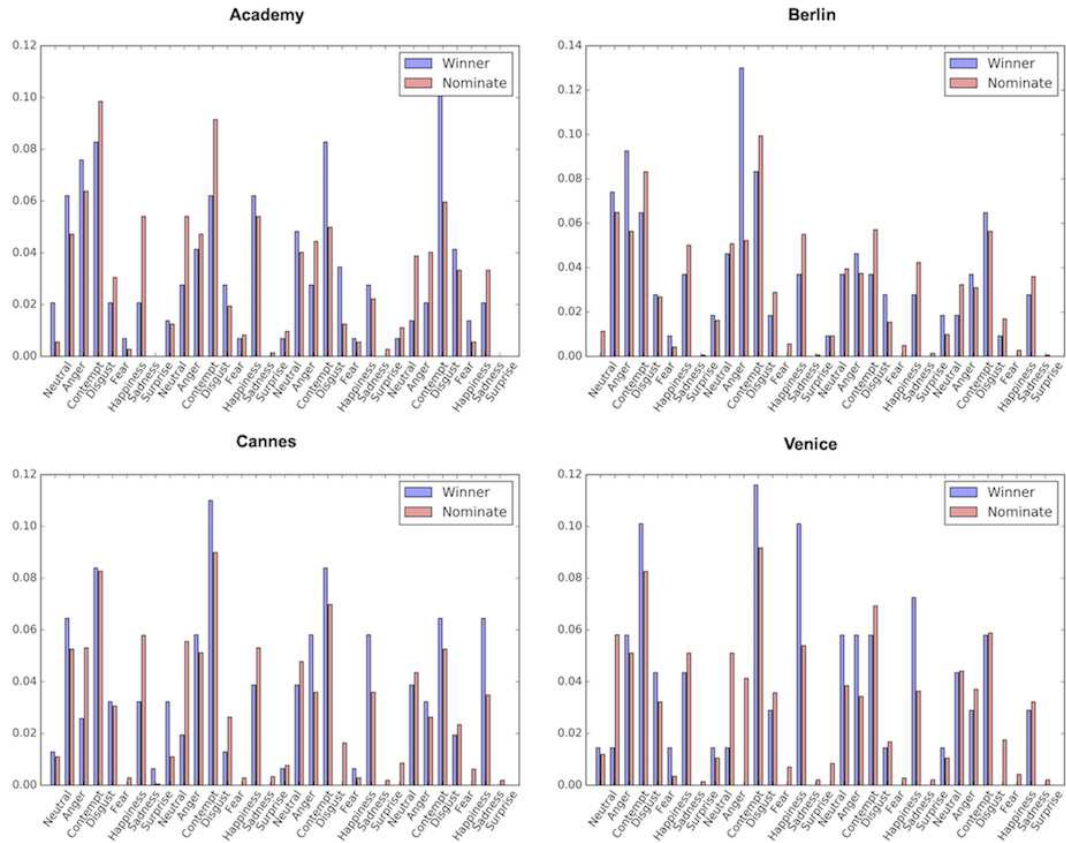 Academy
0.12
0.10
0.08
0.06
0.04
0.02
0.00
Winner
Nominate
Neutral
Anger
Contempt
Disgust
Fear
Happiness
Sadness
Surprise
Neutral
Anger
Contempt
Disgust
Fear
Happiness
Sadness
Surprise
Neutral
Anger
Contempt
Disgust
Fear
Happiness
Sadness
Surprise
Neutral
Anger
Contempt
Disgust
Fear
Happiness
Sadness
Surprise
Berlin
0.14
0.12
0.10
0.08
0.06
0.04
0.02
0.00
Winner
Nominate
Neutral
Anger
Contempt
Disgust
Fear
Happiness
Sadness
Surprise
Neutral
Anger
Contempt
Disgust
Fear
Happiness
Sadness
Surprise
Neutral
Anger
Contempt
Disgust
Fear
Happiness
Sadness
Surprise
Neutral
Anger
Contempt
Disgust
Fear
Happiness
Sadness
Surprise
Cannes
0.12
0.10
0.08
0.06
0.04
0.02
0.00
Winner
Nominate
Neutral
Anger
Contempt
Disgust
Fear
Happiness
Sadness
Surprise
Neutral
Anger
Contempt
Disgust
Fear
Happiness
Sadness
Surprise
Neutral
Anger
Contempt
Disgust
Fear
Happiness
Sadness
Surprise
Neutral
Anger
Contempt
Disgust
Fear
Happiness
Sadness
Surprise
Venice
0.12
0.10
0.08
0.06
0.04
0.02
0.00
Winner
Nominate
Neutral
Anger
Contempt
Disgust
Fear
Happiness
Sadness
Surprise
Neutral
Anger
Contempt
Disgust
Fear
Happiness
Sadness
Surprise
Neutral
Anger
Contempt
Disgust
Fear
Happiness
Sadness
Surprise
Neutral
Anger
Contempt
Disgust
Fear
Happiness
Sadness
Surprise